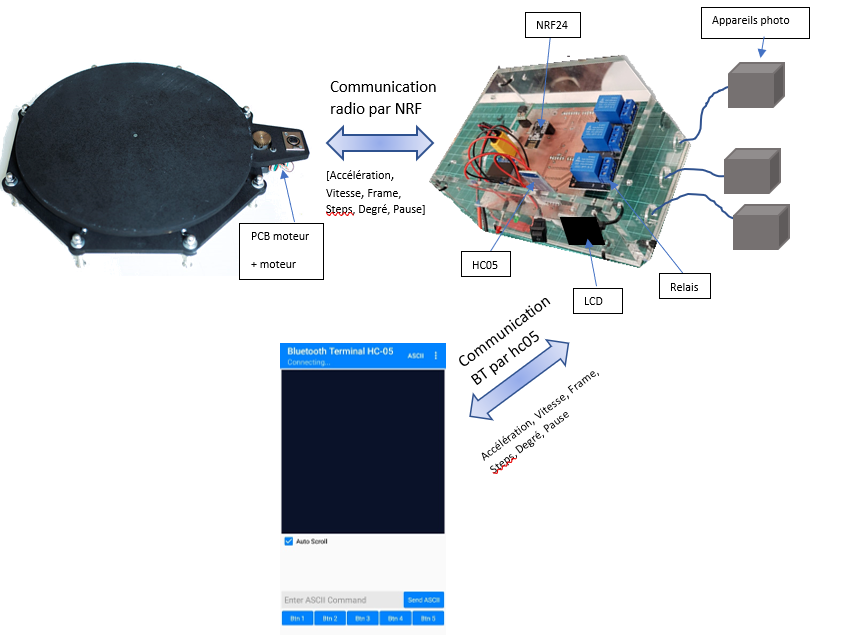 Appareils photo
NRF24
Communication
radio par NRF
[Accélération,
Vitesse, Frame,
Steps, Degré, Pause]
PCB moteur
+ moteur
HC05
LCD
Relais
Communication
BT par hc05
Accélération, Vitesse, Frame,
Steps, Degré, Pause
Bluetooth Terminal HC-05
Connecting...
ASCII
Auto Scroll
Enter ASCII Command
Send ASCII
Btn 1
Btn 2
Btn 3
Btn 4
Btn 5